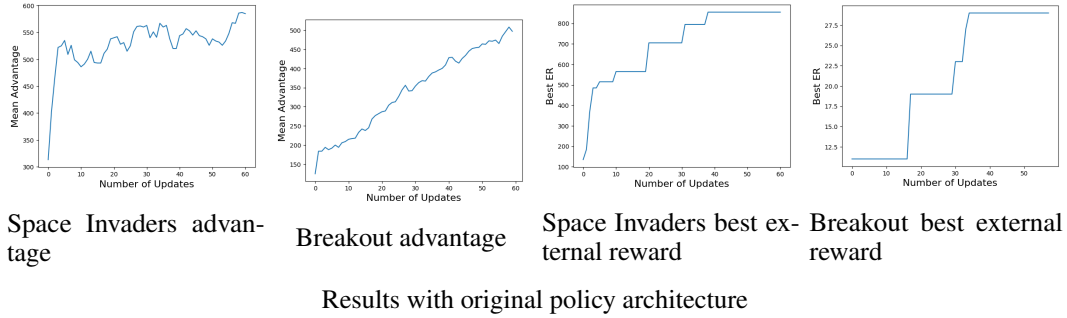 600
550
500
450
400
350
300
Mean Advantage
0 10 20 30 40 50 60
Number of Updates
Space Invaders advan-
tage
500
450
400
350
300
250
200
150
Mean Advantage
0 10 20 30 40 50 60
Number of Updates
Breakout advantage
800
700
600
500
400
300
200
100
Best ER
0 10 20 30 40 50 60
Number of Updates
Space Invaders best ex-
ternal reward
27.5
25.0
22.5
20.0
17.5
15.0
12.5
Best ER
0 10 20 30 40 50
Number of Updates
Breakout best external
reward
Results with original policy architecture